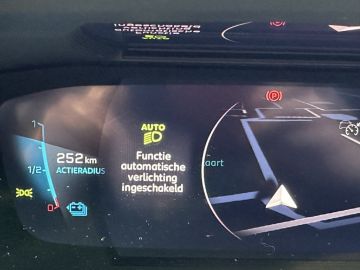 1
1/2
0
252 km
ACTIERADIUS
AUTO
Functie
automatische
verlichting
ingeschakeld
aart
P